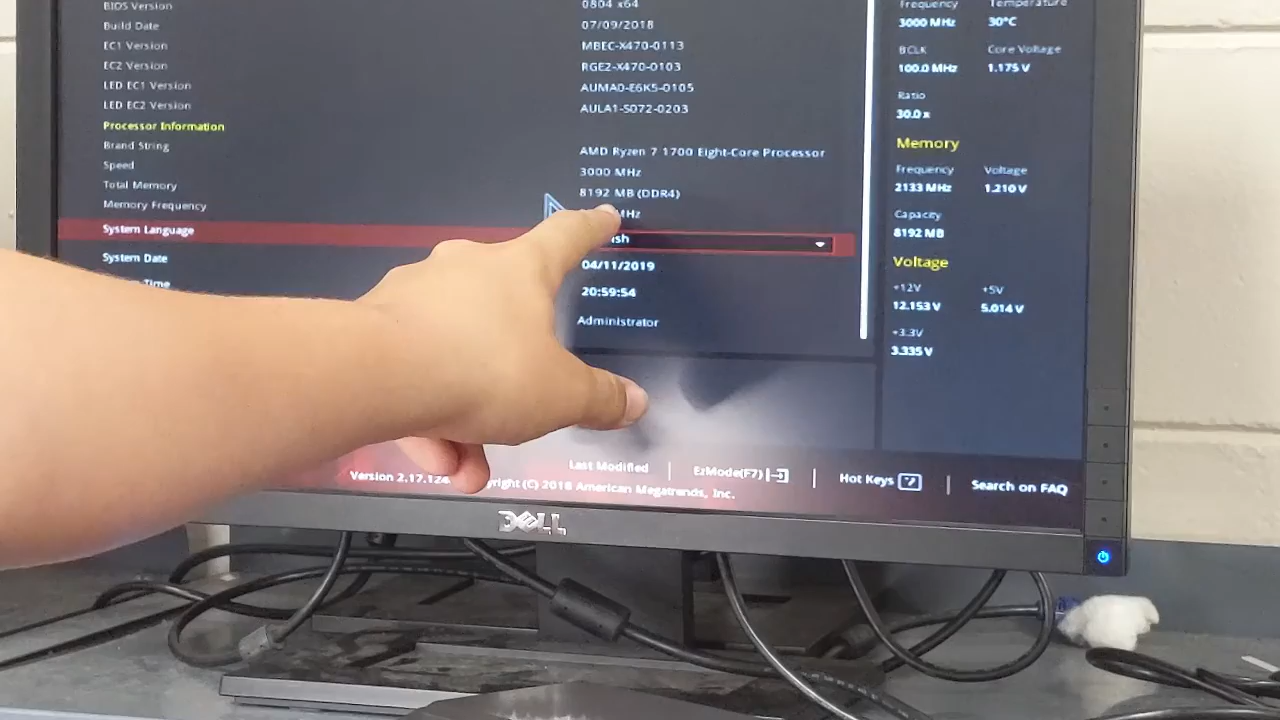 BIOS Version 0804 x64
Build Date 07/09/2018
EC1 Version MBEC-X470-0113
EC2 Version RGE2-X470-0103
LED EC1 Version AUMA0-E6K5-0105
LED EC2 Version AULA1-S072-0203
Processor Information
Brand String AMD Ryzen 7 1700 Eight-Core Processor
Speed 3000 MHz
Total Memory 8192 MB (DDR4)
Memory Frequency MHz
System Language
System Date 04/11/2019
Time 20:59:54
Administrator
Frequency Temperature
3000 MHz 30°C
BCLK Core Voltage
100.0 MHz 1.175 V
Ratio
30.0x
Memory
Frequency Voltage
2133 MHz 1.210 V
Capacity
8192 MB
Voltage
+12V +5V
12.153 V 5.014 V
+3.3V
3.335 V
Last Modified EzMode(F7) Hot Keys ? Search on FAQ
Version 2.17.124 (C) 2018 American Megatrends, Inc.
DELL